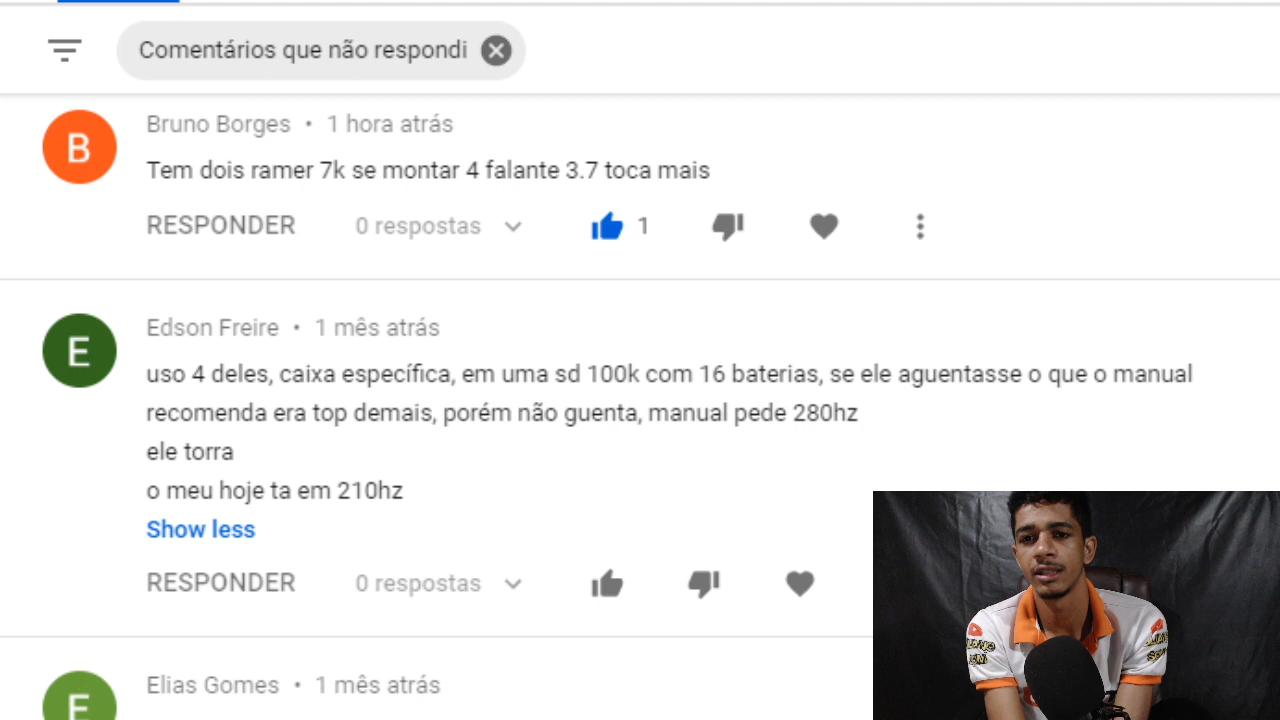 Comentários que não respondi
B
Bruno Borges • 1 hora atrás
Tem dois ramer 7k se montar 4 falante 3.7 toca mais
RESPONDER 0 respostas 1
E
Edson Freire • 1 mês atrás
uso 4 deles, caixa específica, em uma sd 100k com 16 baterias, se ele aguentasse o que o manual
recomenda era top demais, porém não guenta, manual pede 280hz
ele torra
o meu hoje ta em 210hz
Show less
RESPONDER 0 respostas
E
Elias Gomes • 1 mês atrás